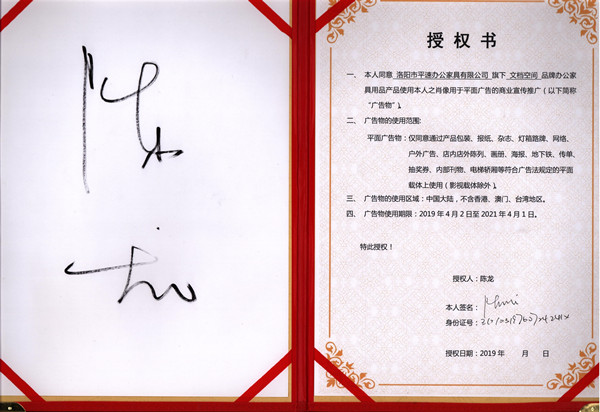 授权书
一、 本人同意 洛阳市平速办公家具有限公司 旗下 文档空间 品牌办公家
具用品产品使用本人之肖像用于平面广告的商业宣传推广（以下简称
“广告物”）。
二、 广告物的使用范围:
平面广告物：仅同意通过产品包装、报纸、杂志、灯箱路牌、网络、
户外广告、店内店外陈列、画册、海报、地下铁、传单、
抽奖券、内部刊物、电梯轿厢等符合广告法规定的平面
载体上使用（影视载体除外）。
三、 广告物的使用区域：中国大陆，不含香港、澳门、台湾地区。
四、 广告物使用期限：2019 年 4 月 2 日至 2021 年 4 月 1 日。
特此授权！
授权人：陈龙
本人签名：
身份证号：
授权日期：2019 年 月 日